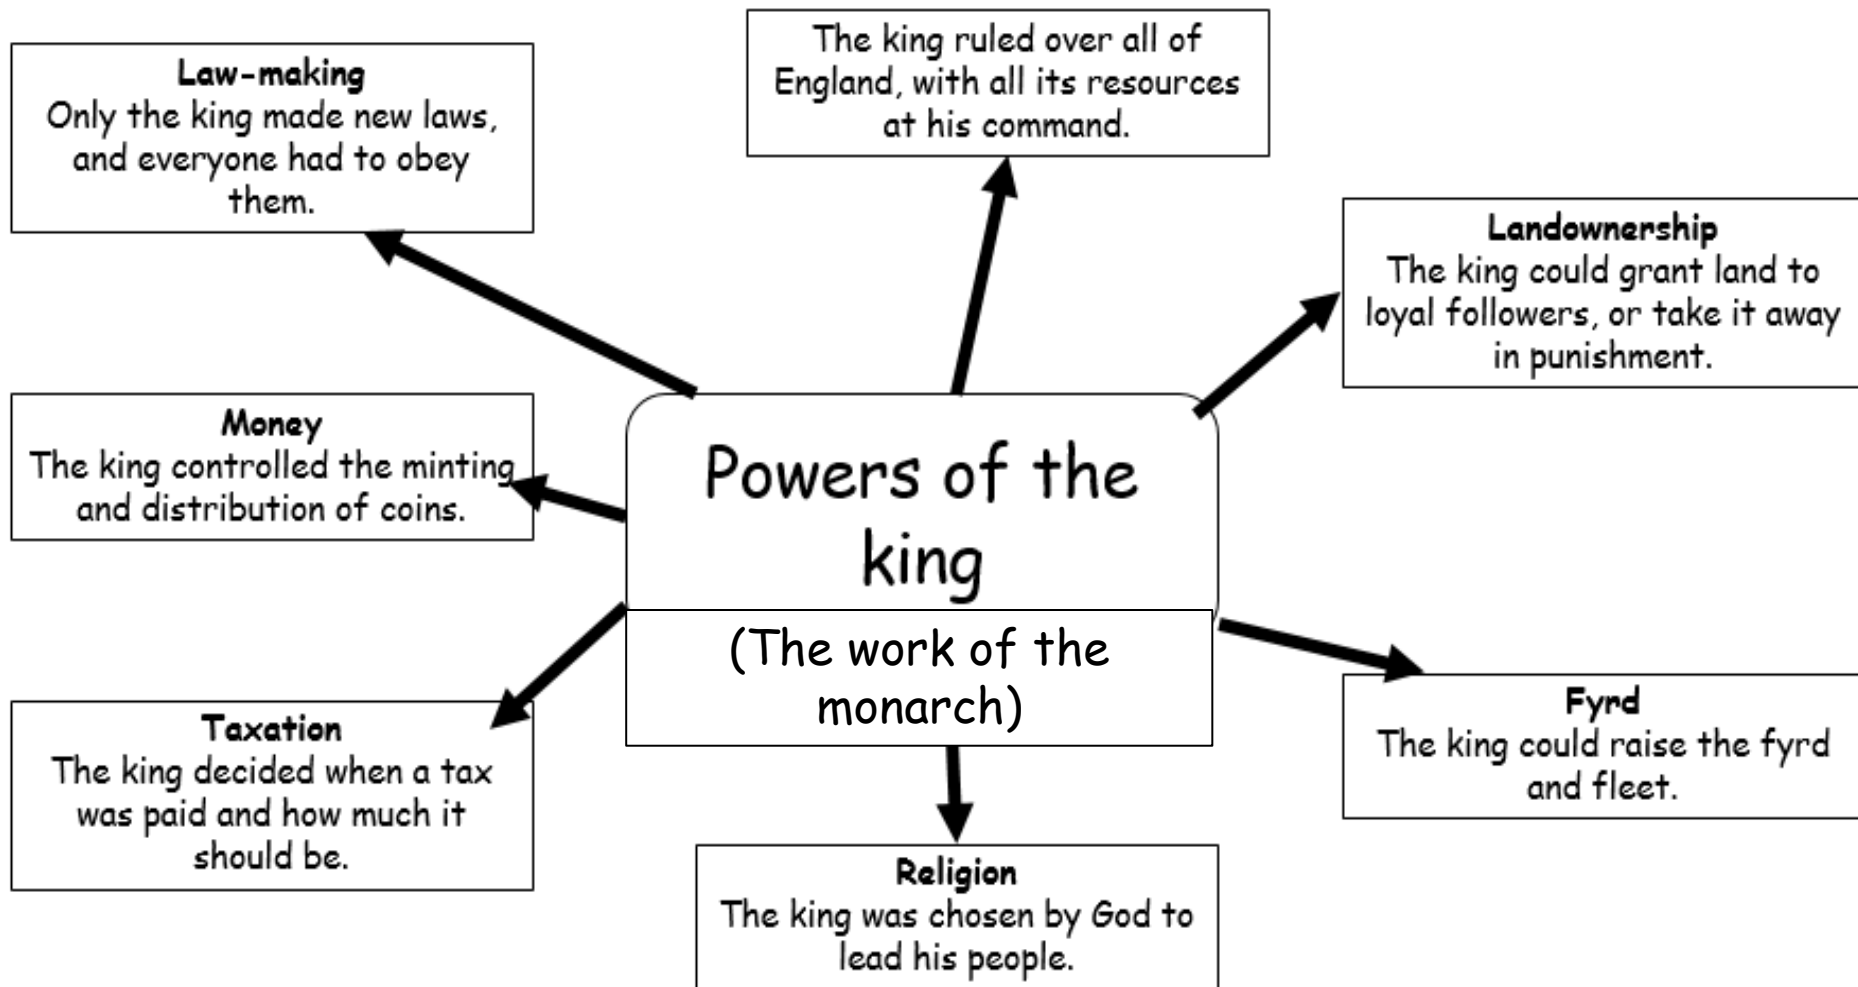 The king ruled over all of
England, with all its resources
at his command.
Law-making
Only the king made new laws,
and everyone had to obey
them.
Landownership
The king could grant land to
loyal followers, or take it away
in punishment.
Money
The king controlled the minting
and distribution of coins.
Powers of the
king
(The work of the
monarch)
Taxation
The king decided when a tax
was paid and how much it
should be.
Fyrd
The king could raise the fyrd
and fleet.
Religion
The king was chosen by God to
lead his people.